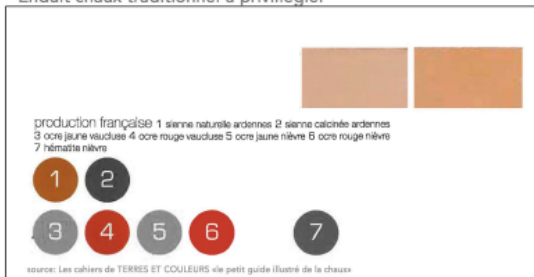 Enduit chaux traditionnel à privilégier
production française 1 sienne naturelle ardennes 2 sienne calcinée ardennes
3 ocre jaune vaucluse 4 ocre rouge vaucluse 5 ocre jaune nièvre 6 ocre rouge nièvre
7 hématite nièvre
1 2
3 4 5 6 7
source: Les cahiers de TERRES ET COULEURS «le petit guide illustré de la chaux»